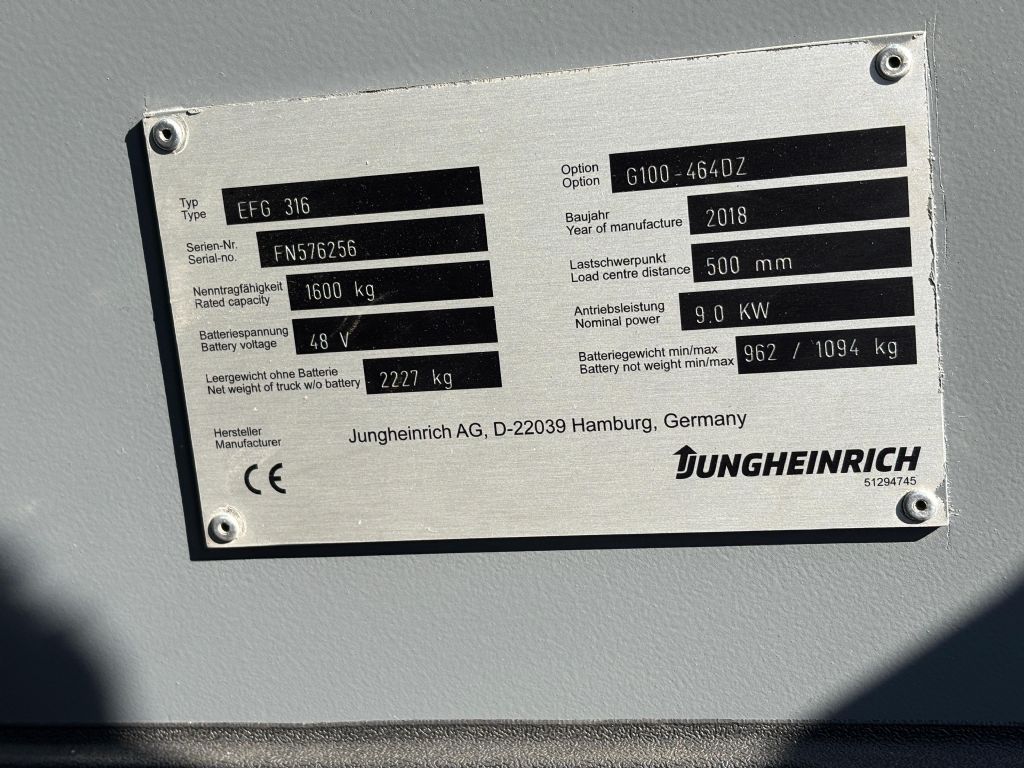 Typ
Type
EFG 316
Option
Option
G100-464DZ
Serien-Nr.
Serial-no.
FN576256
Baujahr
Year of manufacture
2018
Nenntragfähigkeit
Rated capacity
1600 kg
Lastschwerpunkt
Load centre distance
500 mm
Batteriespannung
Battery voltage
48 V
Antriebsleistung
Nominal power
9.0 KW
Leergewicht ohne Batterie
Net weight of truck w/o battery
2227 kg
Batteriegewicht min/max
Battery not weight min/max
962 / 1094 kg
Hersteller
Manufacturer
Jungheinrich AG, D-22039 Hamburg, Germany
CE
JUNGHEINRICH
51294745